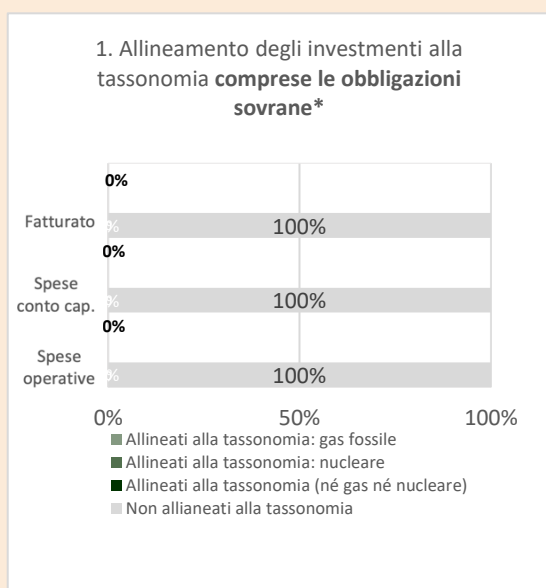 1. Allineamento degli investimenti alla
tassonomia comprese le obbligazioni
sovrane*
0%
Fatturato
100%
0%
Spese
conto cap.
100%
0%
Spese
operative
100%
0%
50%
100%
Allineati alla tassonomia: gas fossile
Allineati alla tassonomia: nucleare
Allineati alla tassonomia (né gas né nucleare)
Non allianeati alla tassonomia